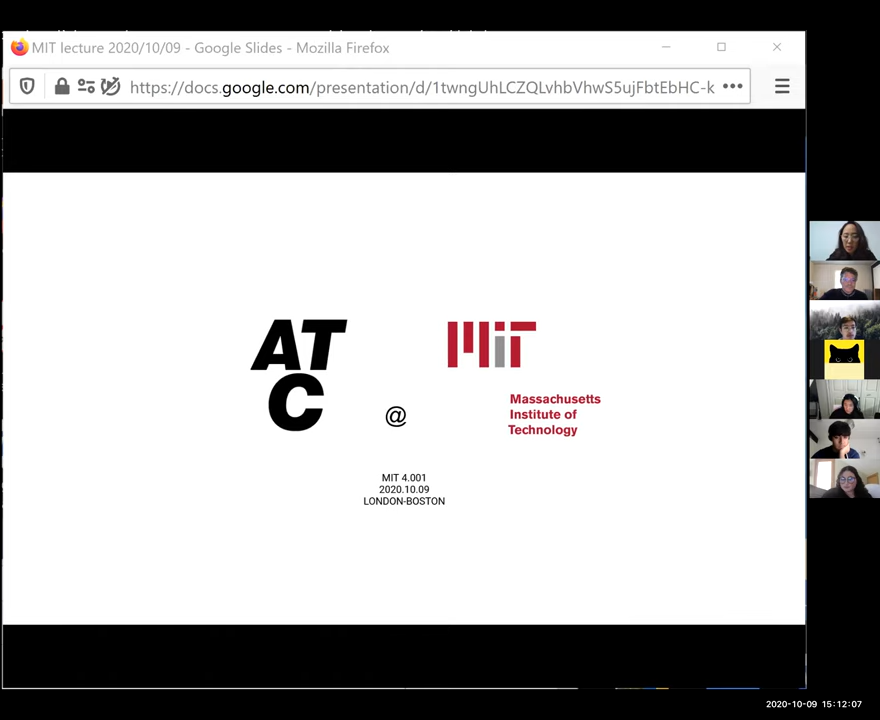 MIT lecture 2020/10/09 - Google Slides - Mozilla Firefox
https://docs.google.com/presentation/d/1twngUhLCZQLvhbVhwS5ujFbtEbHC-k
AT
C
@
MIT
Massachusetts
Institute of
Technology
MIT 4.001
2020.10.09
LONDON-BOSTON
2020-10-09 15:12:07